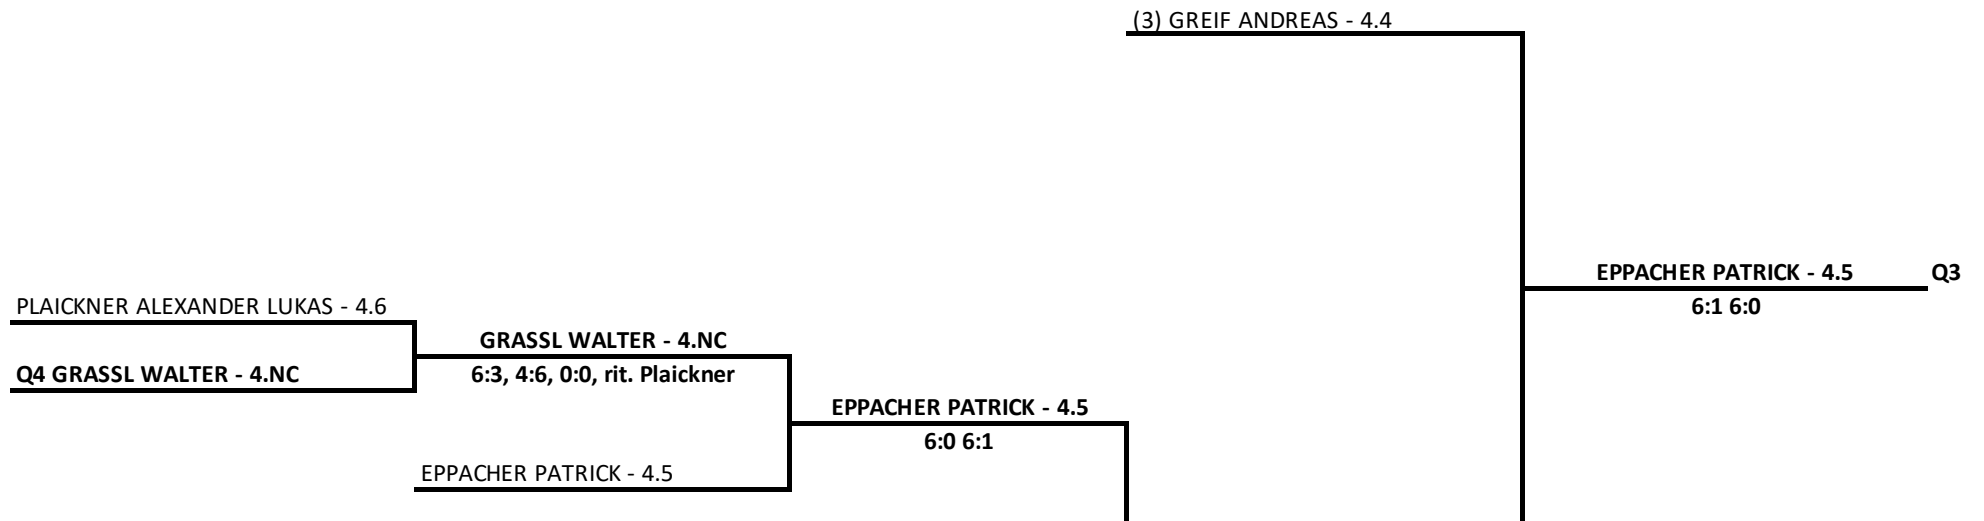 (3) GREIF ANDREAS - 4.4
EPPACHER PATRICK - 4.5
Q3
6:1 6:0
PLAICKNER ALEXANDER LUKAS - 4.6
GRASSL WALTER - 4.NC
Q4 GRASSL WALTER - 4.NC
6:3, 4:6, 0:0, rit. Plaickner
EPPACHER PATRICK - 4.5
6:0 6:1
EPPACHER PATRICK - 4.5